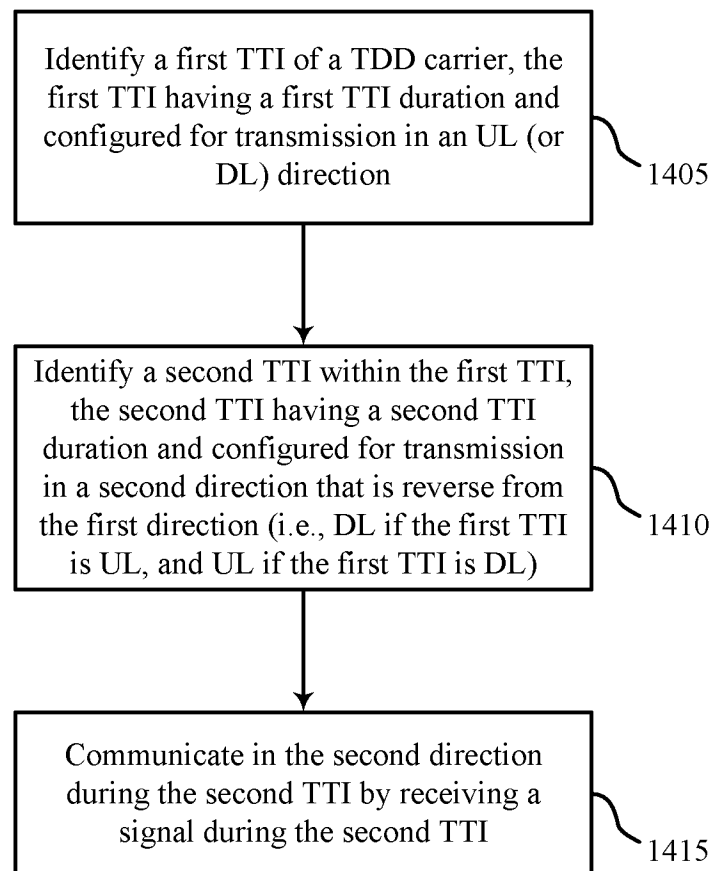 Identify a first TTI of a TDD carrier, the
first TTI having a first TTI duration and
configured for transmission in an UL (or
DL) direction
1405
Identify a second TTI within the first TTI,
the second TTI having a second TTI
duration and configured for transmission
in a second direction that is reverse from
the first direction (i.e., DL if the first TTI
is UL, and UL if the first TTI is DL)
1410
Communicate in the second direction
during the second TTI by receiving a
signal during the second TTI
1415